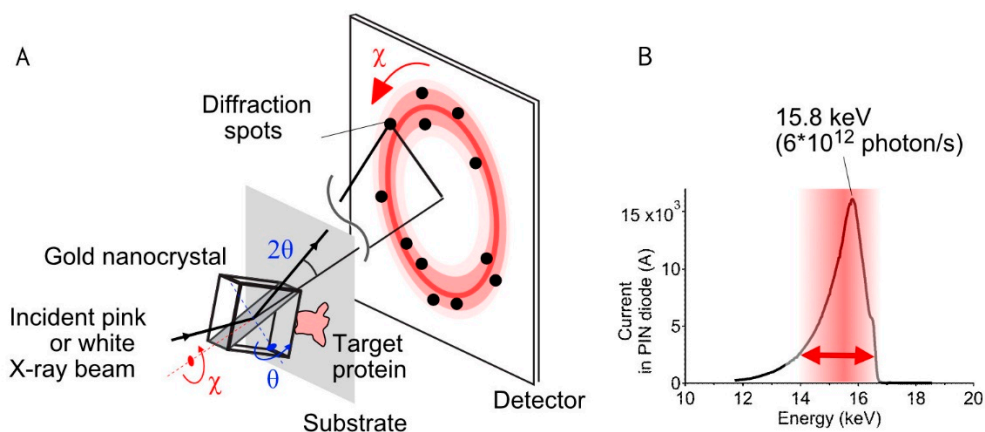 A
χ
Diffraction
spots
Gold nanocrystal
2θ
Incident pink
or white
X-ray beam
χ
θ
Target
protein
Substrate
Detector
B
15.8 keV
(6*10¹² photon/s)
15 x10³
10
5
0
Current
in PIN diode (A)
10 12 14 16 18 20
Energy (keV)